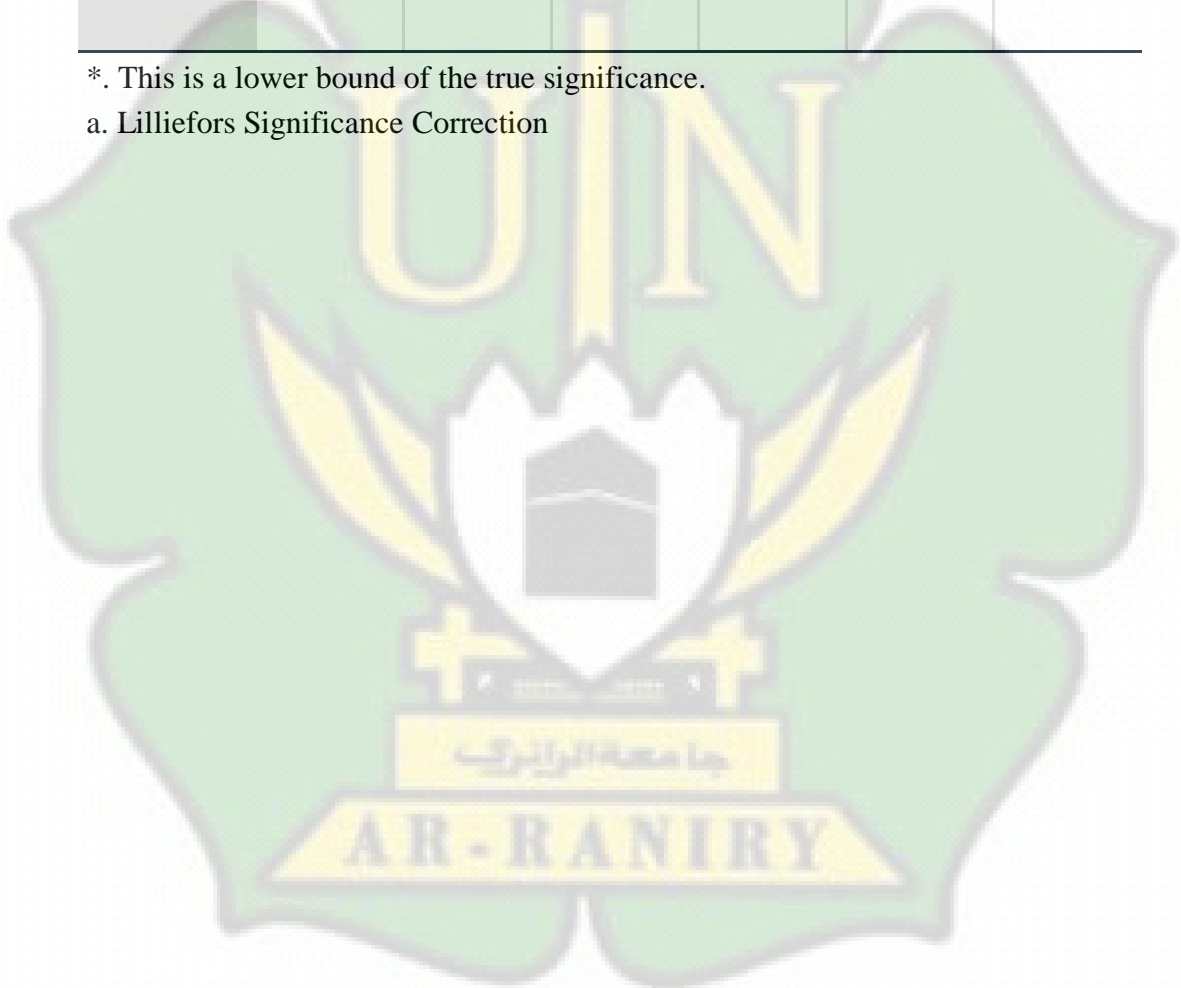 *. This is a lower bound of the true significance.
a. Lilliefors Significance Correction
UIN
جامعة الرانري
AR-RANIRY